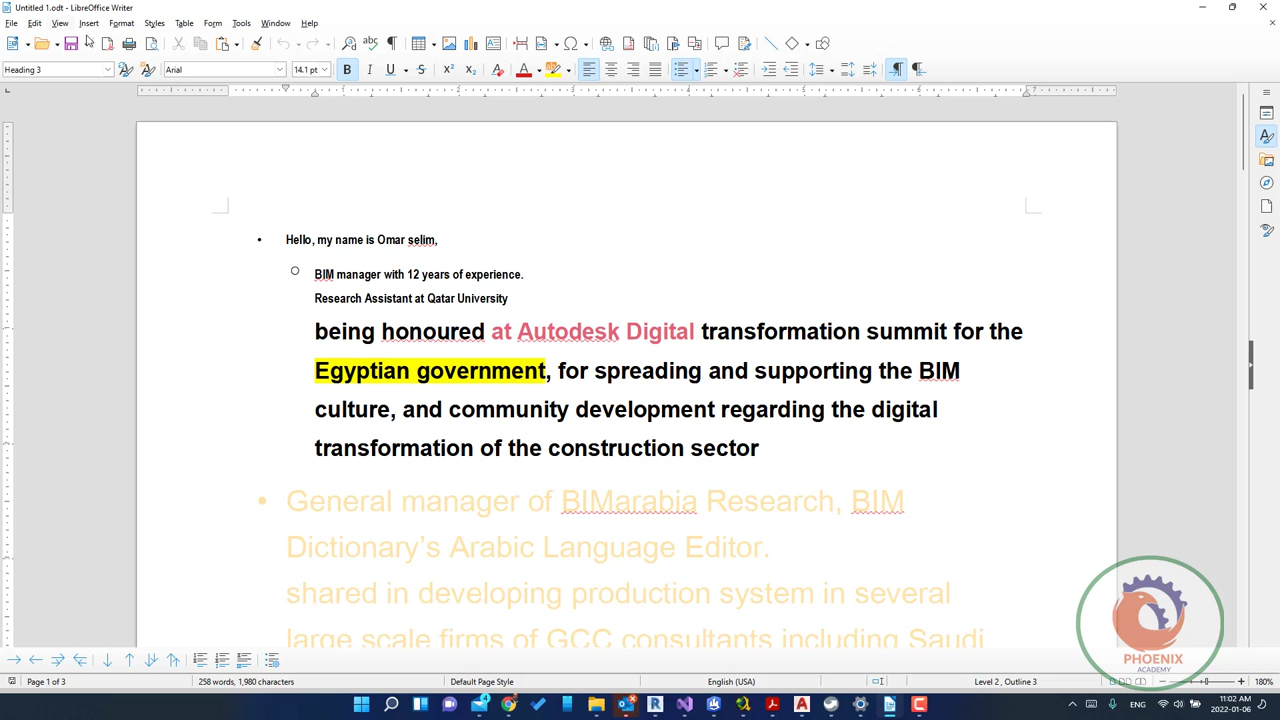 Untitled 1.odt - LibreOffice Writer
File Edit View Insert Format Styles Table Form Tools Window Help
Heading 3 Arial 14.1 pt
Hello, my name is Omar selim,
BIM manager with 12 years of experience.
Research Assistant at Qatar University
being honoured at Autodesk Digital transformation summit for the
Egyptian government, for spreading and supporting the BIM
culture, and community development regarding the digital
transformation of the construction sector
General manager of BIMarabia Research, BIM
Dictionary’s Arabic Language Editor.
shared in developing production system in several
large scale firms of GCC consultants including Saudi
PHOENIX
ACADEMY
Page 1 of 3 258 words, 1,980 characters Default Page Style English (USA) Level 2 , Outline 3 180%
ENG 11:02 AM
2022-01-06